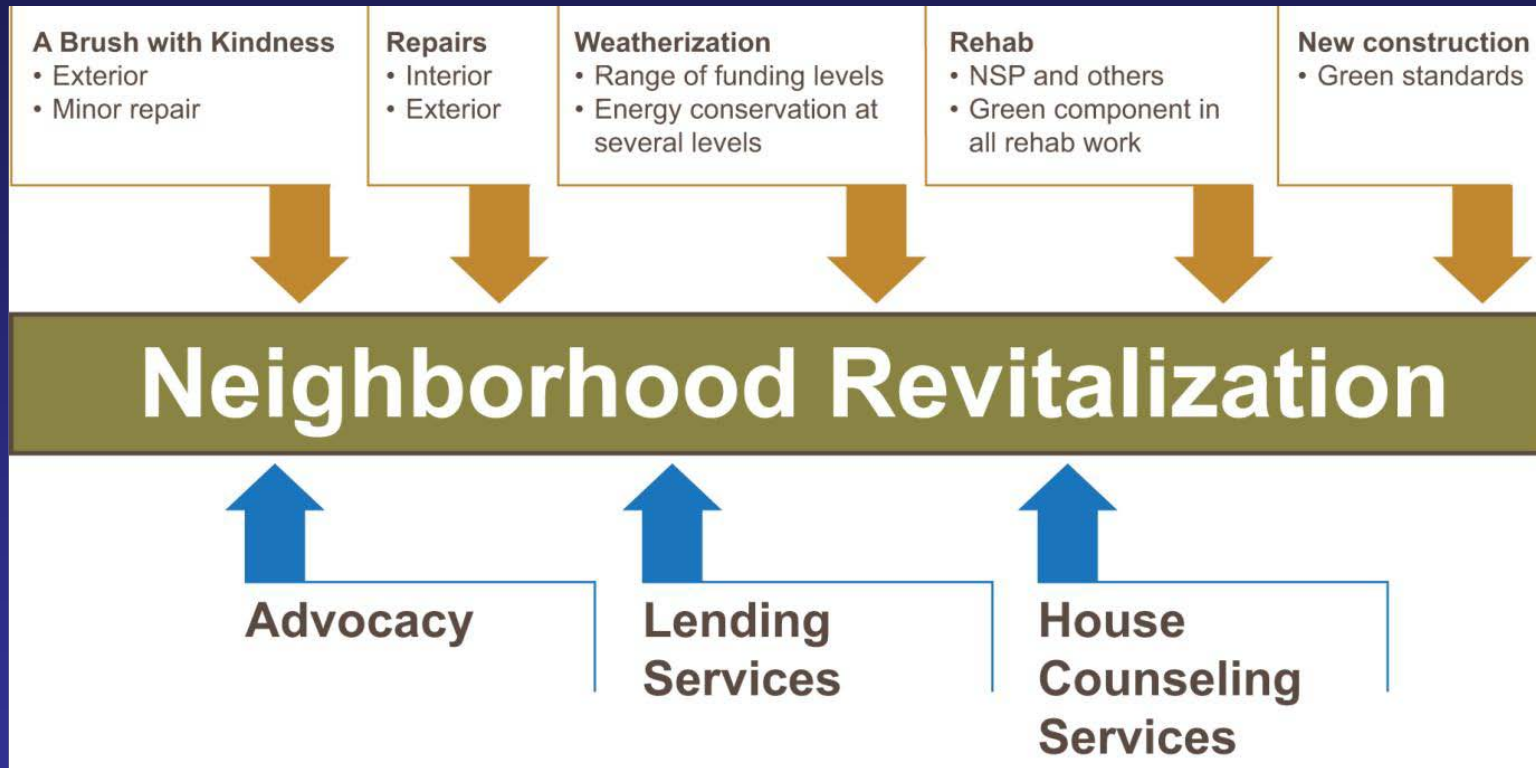 A Brush with Kindness
• Exterior
• Minor repair
Repairs
• Interior
• Exterior
Weatherization
• Range of funding levels
• Energy conservation at
several levels
Rehab
• NSP and others
• Green component in
all rehab work
New construction
• Green standards
Neighborhood Revitalization
Advocacy
Lending
Services
House
Counseling
Services